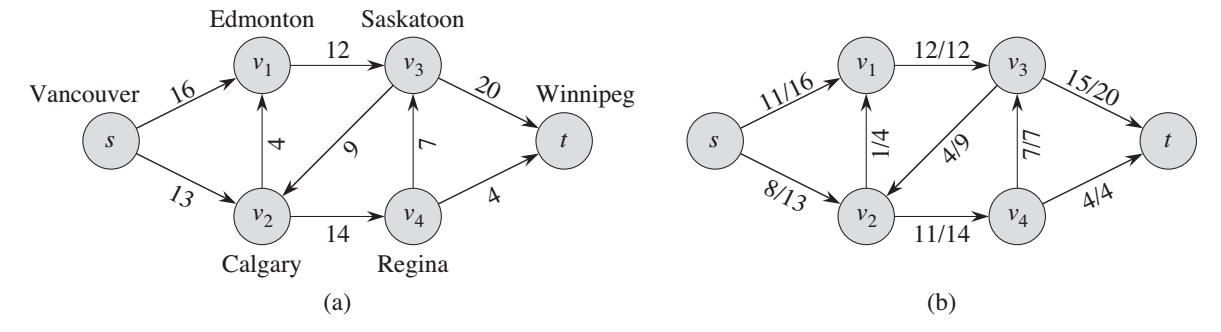 Edmonton Saskatoon
v1 12 v3
16 20
Vancouver Winnipeg
s 4 9 7 t
13 4
v2 14 v4
Calgary Regina
(a)
v1 12/12 v3
11/16 15/20
s 1/4 4/9 7/7 t
8/13 4/4
v2 11/14 v4
(b)